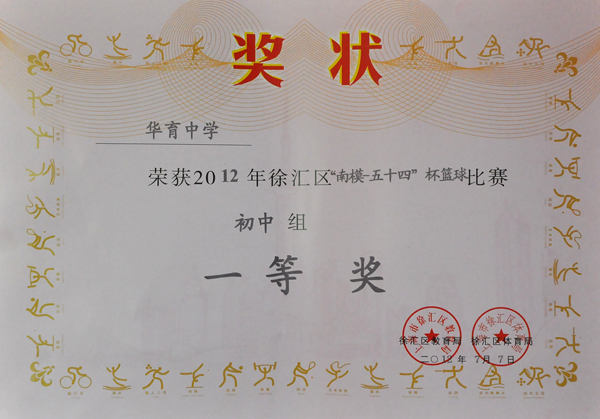 奖状
华育中学
荣获2012年徐汇区“南模-五十四”杯篮球比赛
初中 组
一等奖
徐汇区教育局 徐汇区体育局
二〇12年 7月 7日